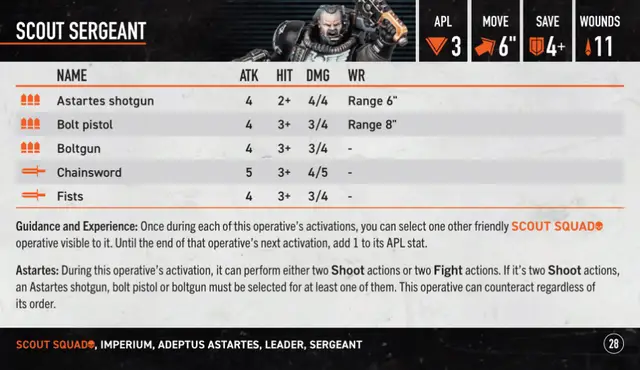 SCOUT SERGEANT
APL MOVE SAVE WOUNDS
3 6" 4+ 11
NAME ATK HIT DMG WR
Astartes shotgun 4 2+ 4/4 Range 6"
Bolt pistol 4 3+ 3/4 Range 8"
Boltgun 4 3+ 3/4 -
Chainsword 5 3+ 4/5 -
Fists 4 3+ 3/4 -
Guidance and Experience: Once during each of this operative's activations, you can select one other friendly SCOUT SQUAD
operative visible to it. Until the end of that operative's next activation, add 1 to its APL stat.
Astartes: During this operative's activation, it can perform either two Shoot actions or two Fight actions. If it's two Shoot actions,
an Astartes shotgun, bolt pistol or boltgun must be selected for at least one of them. This operative can counteract regardless of
its order.
SCOUT SQUAD, IMPERIUM, ADEPTUS ASTARTES, LEADER, SERGEANT
28